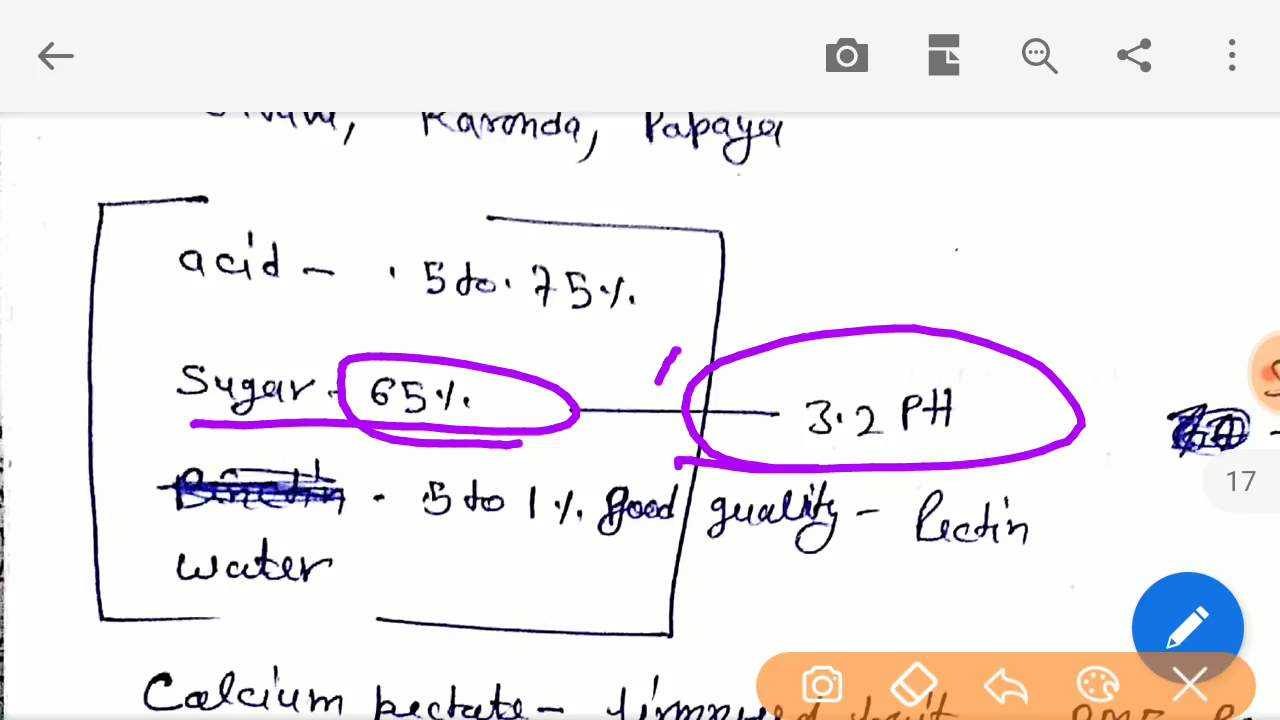 Karonda, Papaya
acid - .5 to .75%
Sugar - 65% 3.2 PH
.5 to 1% good quality - Pectin
water
17
Calcium pectate - fruit